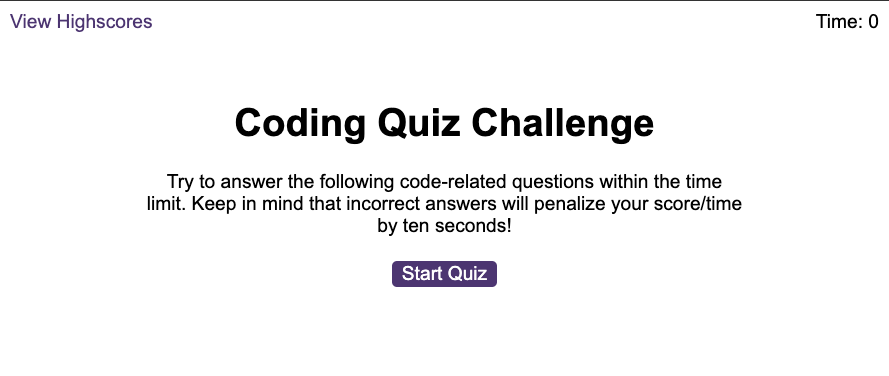 View Highscores
Time: 0
Coding Quiz Challenge
Try to answer the following code-related questions within the time
limit. Keep in mind that incorrect answers will penalize your score/time
by ten seconds!
Start Quiz